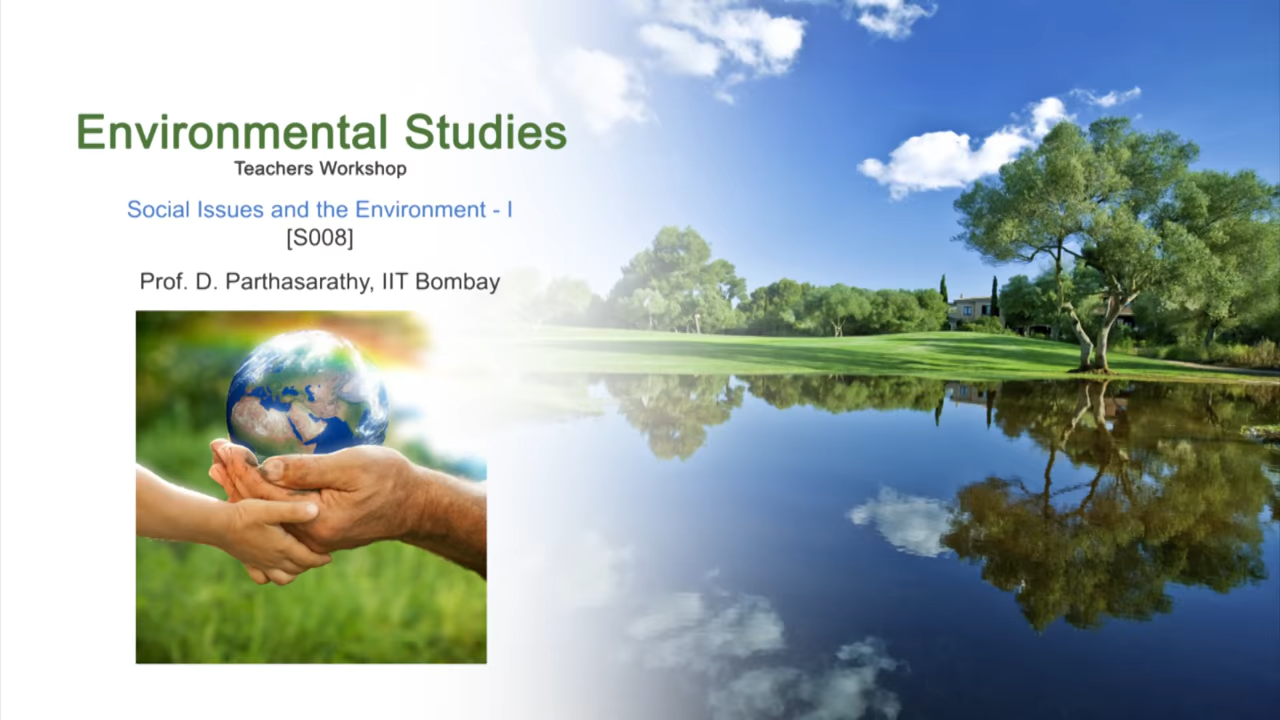 Environmental Studies
Teachers Workshop
Social Issues and the Environment - I
[S008]
Prof. D. Parthasarathy, IIT Bombay